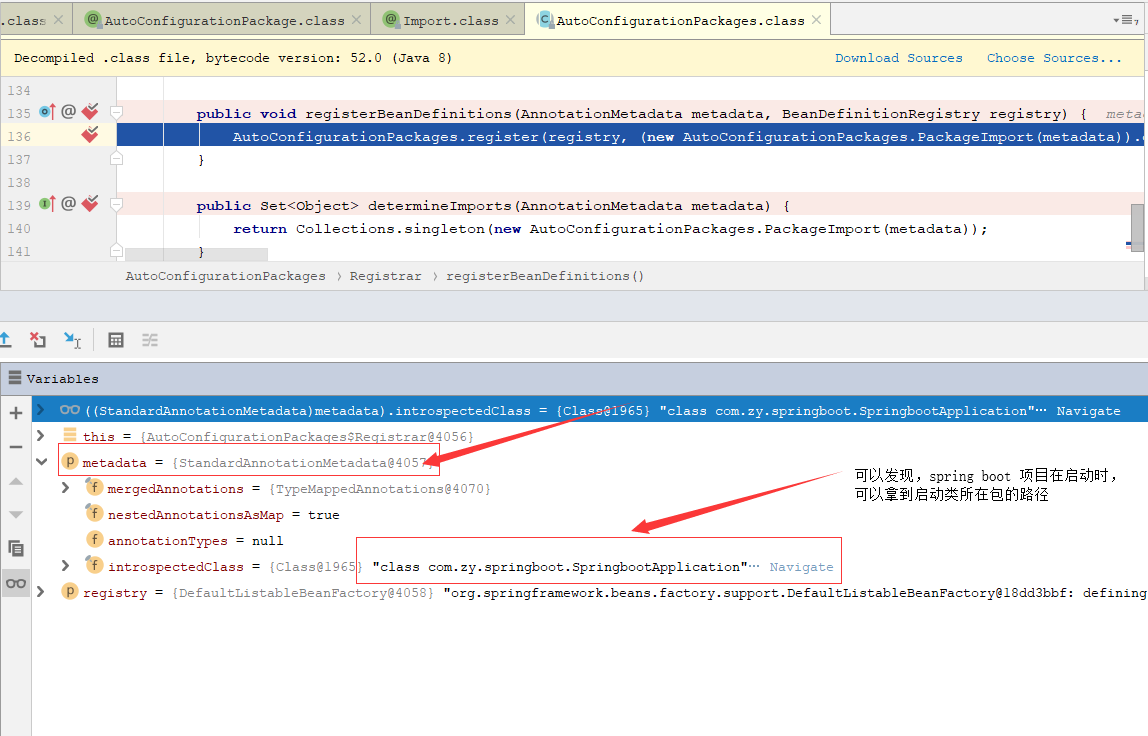 .class
AutoConfigurationPackage.class
Import.class
AutoConfigurationPackages.class
Decompiled .class file, bytecode version: 52.0 (Java 8)
Download Sources
Choose Sources...
134
135 public void registerBeanDefinitions(AnnotationMetadata metadata, BeanDefinitionRegistry registry) {
136 AutoConfigurationPackages.register(registry, (new AutoConfigurationPackages.PackageImport(metadata)).
137 }
138
139 public Set<Object> determineImports(AnnotationMetadata metadata) {
140 return Collections.singleton(new AutoConfigurationPackages.PackageImport(metadata));
141 }
AutoConfigurationPackages › Registrar › registerBeanDefinitions()
Variables
((StandardAnnotationMetadata)metadata).introspectedClass = {Class@1965} "class com.zy.springboot.SpringbootApplication"... Navigate
this = {AutoConfigurationPackages$Registrar@4056}
metadata = {StandardAnnotationMetadata@4057}
mergedAnnotations = {TypeMappedAnnotations@4070}
nestedAnnotationsAsMap = true
annotationTypes = null
introspectedClass = {Class@1965} "class com.zy.springboot.SpringbootApplication"... Navigate
registry = {DefaultListableBeanFactory@4058} "org.springframework.beans.factory.support.DefaultListableBeanFactory@18dd3bbf: defining
可以发现，spring boot 项目在启动时，
可以拿到启动类所在包的路径